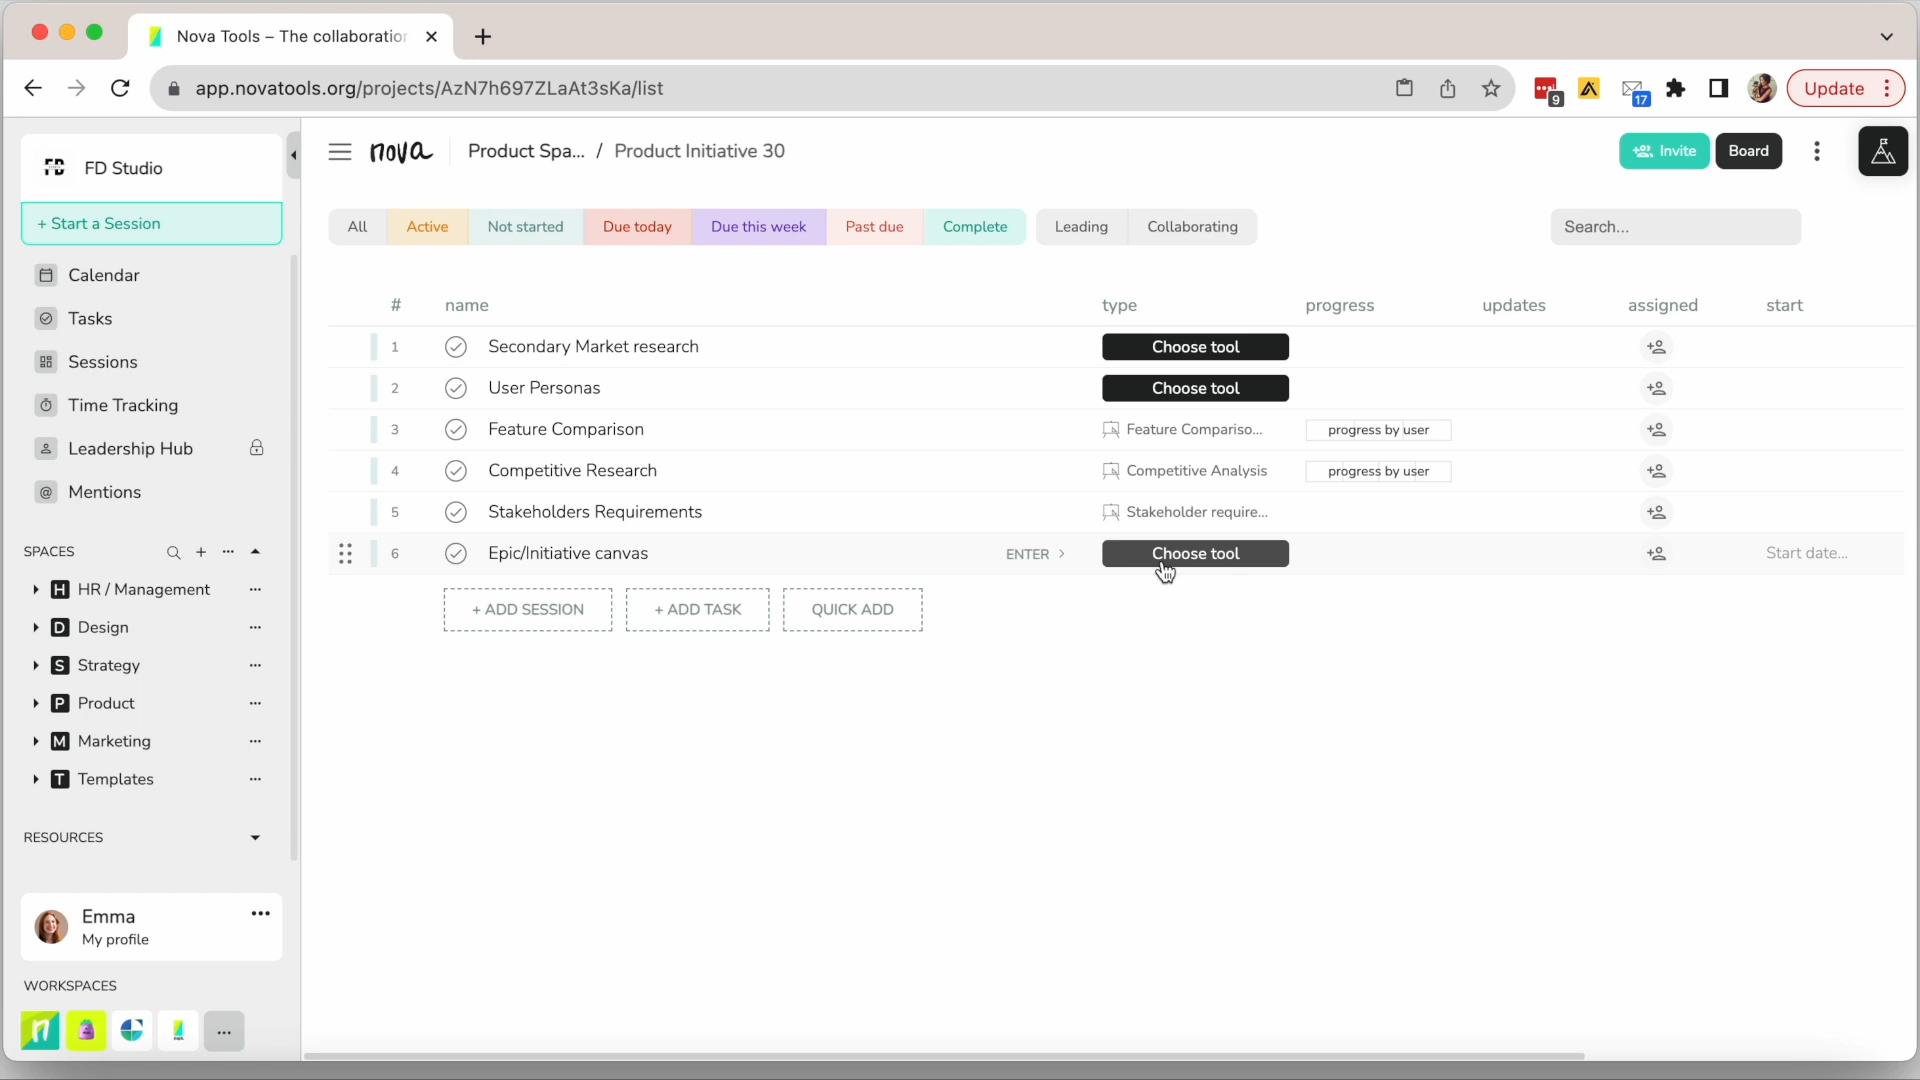 Nova Tools – The collaboration
app.novatools.org/projects/AzN7h697ZLaAt3sKa/list
9
17
Update
FD FD Studio
+ Start a Session
Calendar
Tasks
Sessions
Time Tracking
Leadership Hub
@ Mentions
SPACES
H HR / Management
D Design
S Strategy
P Product
M Marketing
T Templates
RESOURCES
Emma
My profile
WORKSPACES
nova Product Spa... / Product Initiative 30
Invite Board
All Active Not started Due today Due this week Past due Complete Leading Collaborating Search...
# name type progress updates assigned start
1 Secondary Market research Choose tool
2 User Personas Choose tool
3 Feature Comparison Feature Compariso... progress by user
4 Competitive Research Competitive Analysis progress by user
5 Stakeholders Requirements Stakeholder require...
6 Epic/Initiative canvas ENTER > Choose tool Start date...
+ ADD SESSION + ADD TASK QUICK ADD